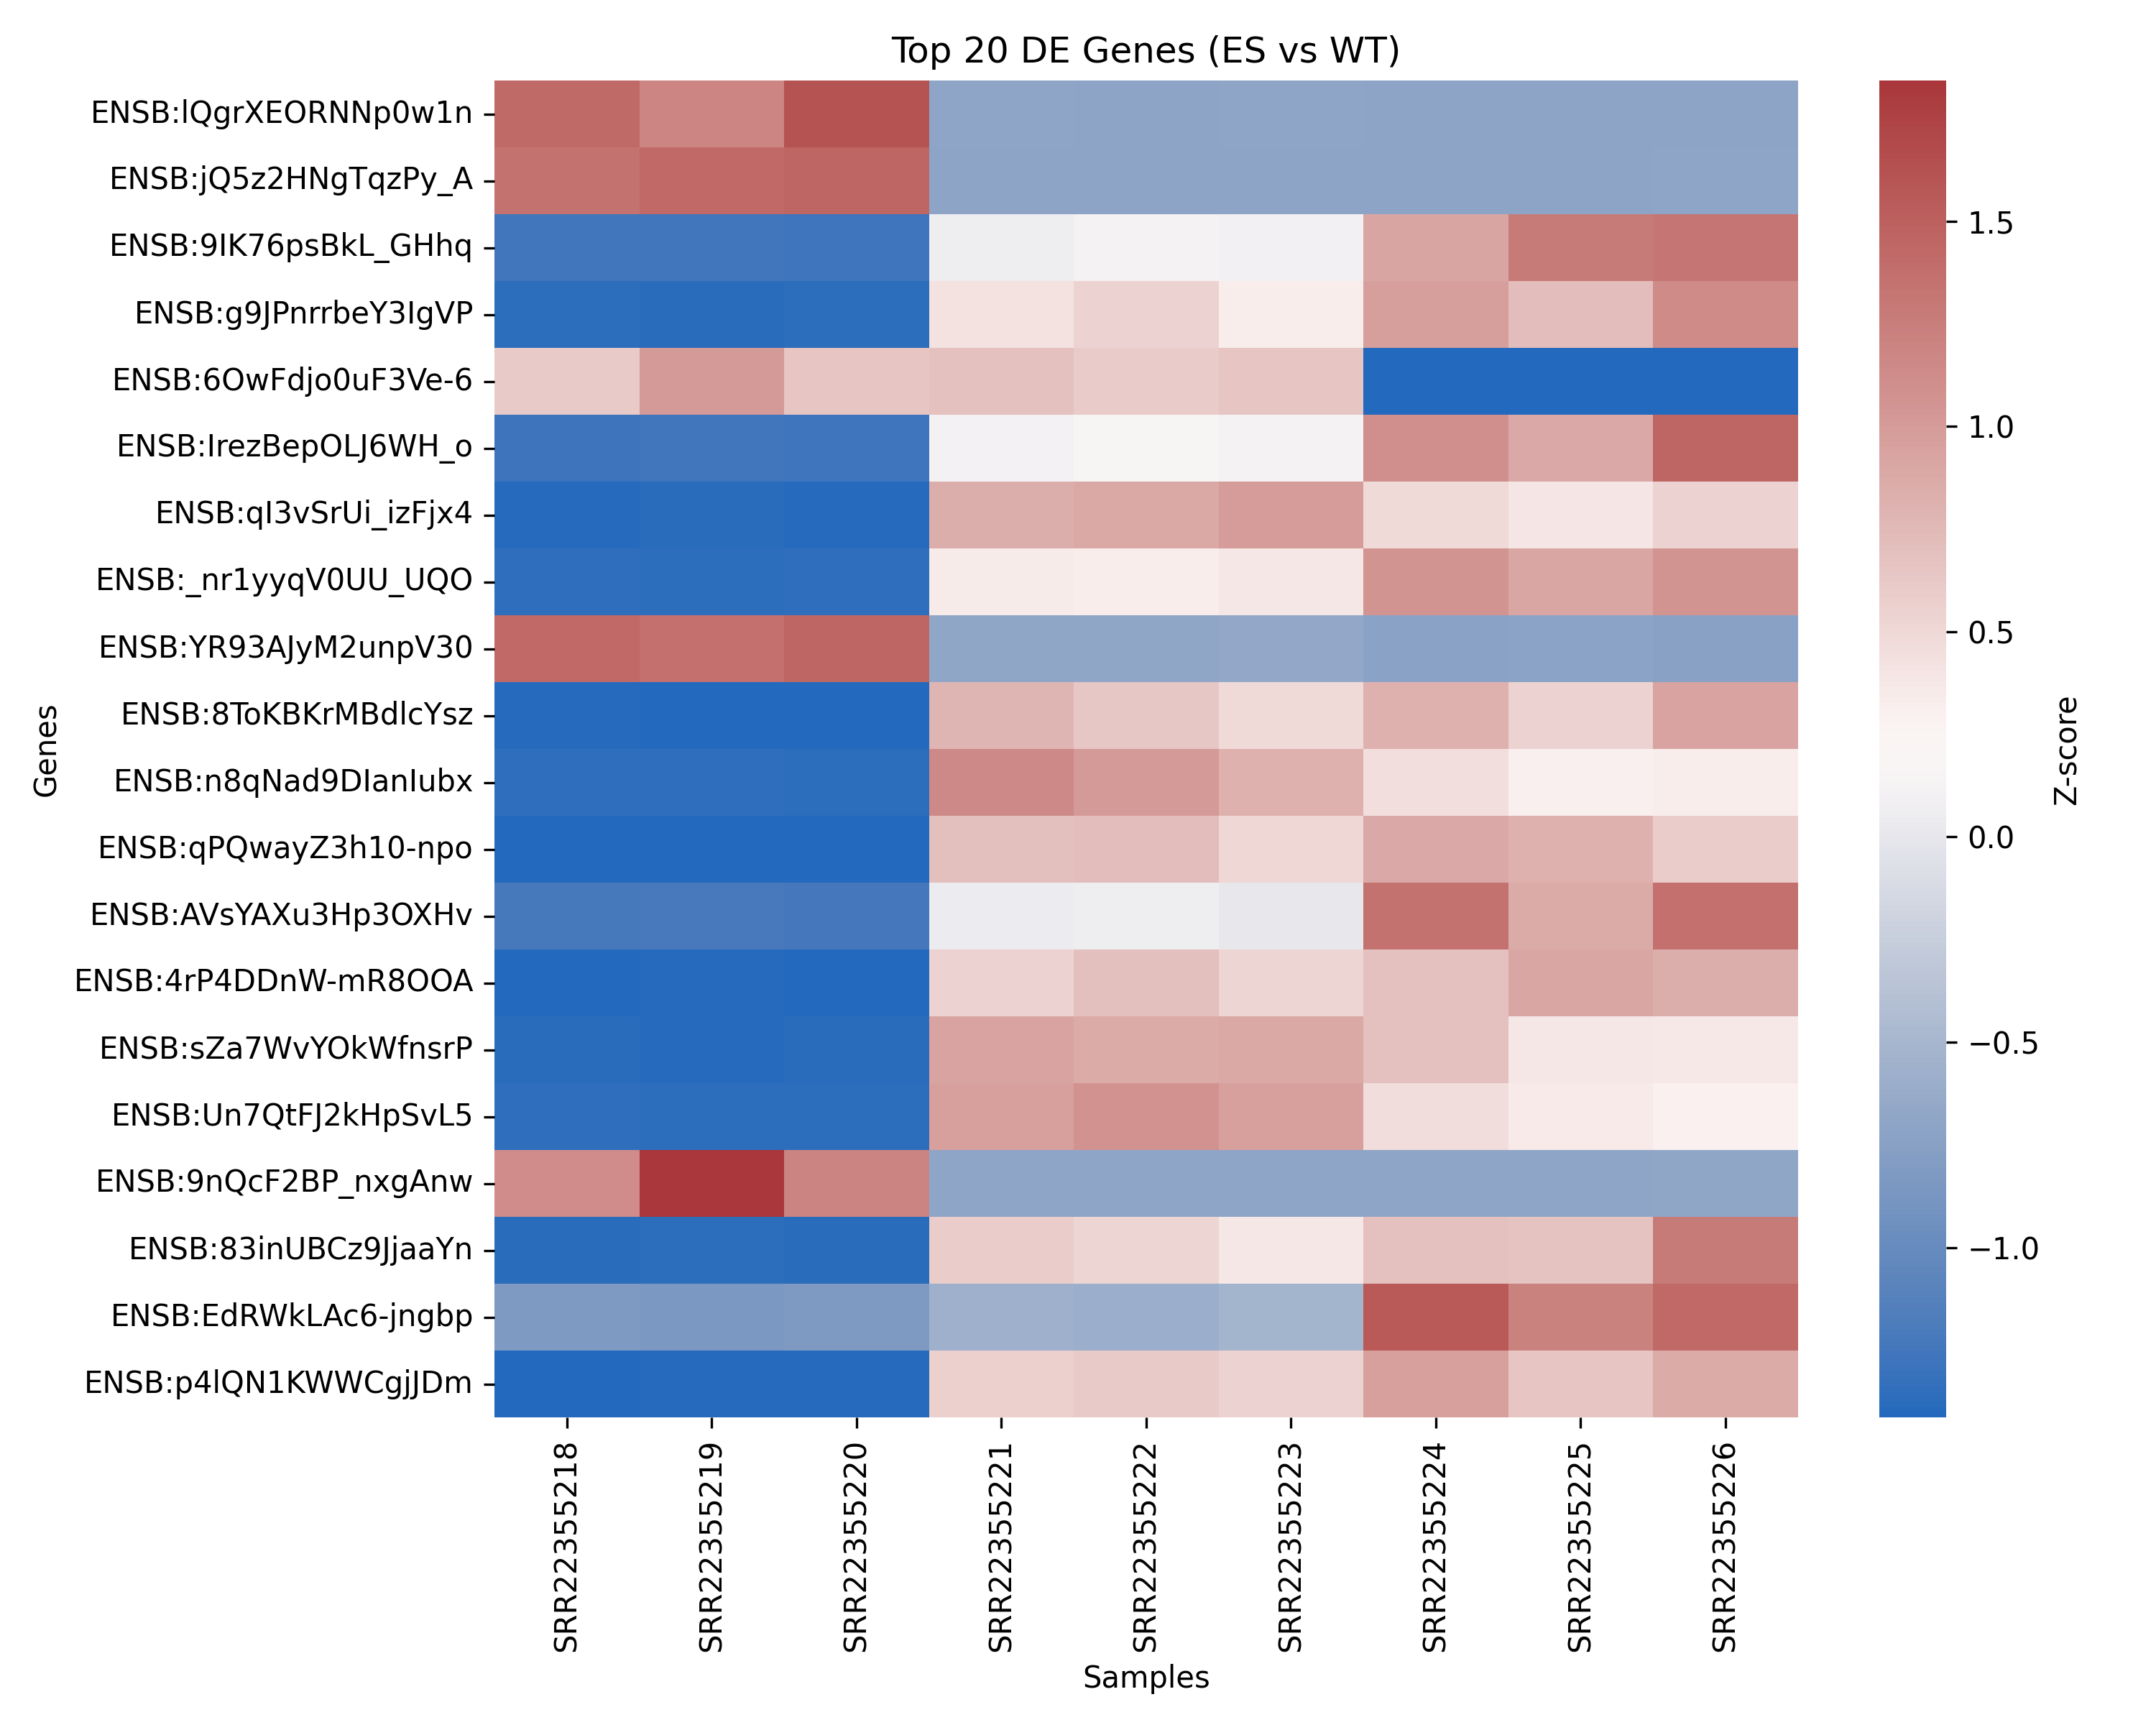 Top 20 DE Genes (ES vs WT)
ENSB:lQgrXEORNNp0w1n
ENSB:jQ5z2HNgTqzPy_A
ENSB:9lK76psBkL_GHhq
ENSB:g9JPnrrbeY3IgVP
ENSB:6OwFdjo0uF3Ve-6
ENSB:IrezBepOLJ6WH_o
ENSB:qI3vSrUi_izFjx4
ENSB:_nr1yyqV0UU_UQO
ENSB:YR93AJyM2unpV30
ENSB:8ToKBKrMBdlcYsz
ENSB:n8qNad9DIanIubx
ENSB:qPQwayZ3h10-npo
ENSB:AVsYAXu3Hp3OXHv
ENSB:4rP4DDnW-mR8OOA
ENSB:sZa7WvYOkWfnsrP
ENSB:Un7QtFJ2kHpSvL5
ENSB:9nQcF2BP_nxgAnw
ENSB:83inUBCz9JjaaYn
ENSB:EdRWkLAc6-jngbp
ENSB:p4lQN1KWWCgjJDm
Genes
SRR22355218
SRR22355219
SRR22355220
SRR22355221
SRR22355222
SRR22355223
SRR22355224
SRR22355225
SRR22355226
Samples
1.5
1.0
0.5
0.0
−0.5
−1.0
Z-score